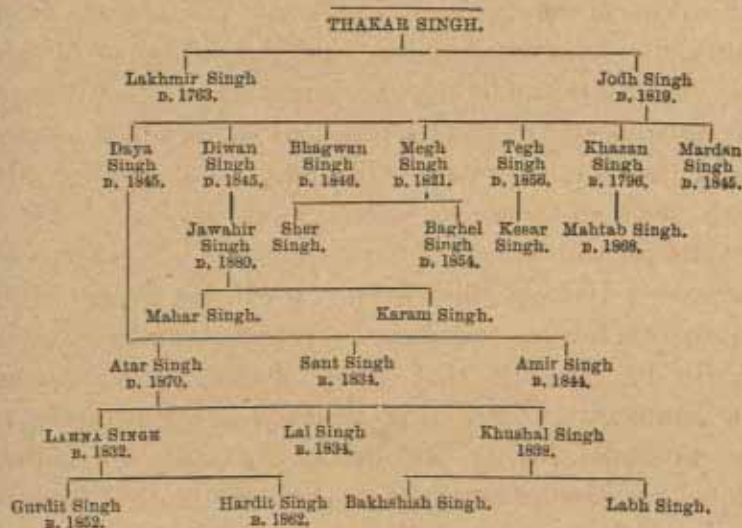 THAKAR SINGH.
Lakhmir Singh Jodh Singh
D. 1763. D. 1819.
Daya Diwan Bhagwan Megh Tegh Khazan Mardan
Singh Singh Singh Singh Singh Singh Singh
D. 1845. D. 1845. D. 1846. D. 1821. D. 1856. B. 1796. D. 1845.
Jawahir Sher Baghel Kesar Mahtab Singh.
Singh Singh. Singh Singh. D. 1868.
D. 1880. D. 1854.
Mahar Singh. Karam Singh.
Atar Singh Sant Singh Amir Singh
D. 1870. B. 1834. B. 1844.
LAHNA SINGH Lal Singh Khushal Singh
B. 1832. B. 1834. 1838.
Gurdit Singh Hardit Singh Bakhshish Singh. Labh Singh.
B. 1852. B. 1862.